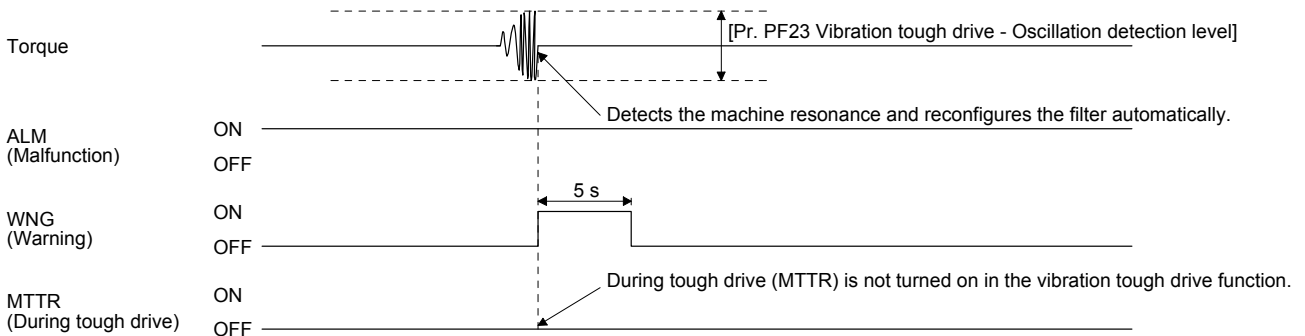 Torque
[Pr. PF23 Vibration tough drive - Oscillation detection level]
Detects the machine resonance and reconfigures the filter automatically.
ALM
(Malfunction)
ON
OFF
5 s
WNG
(Warning)
ON
OFF
During tough drive (MTTR) is not turned on in the vibration tough drive function.
MTTR
(During tough drive)
ON
OFF